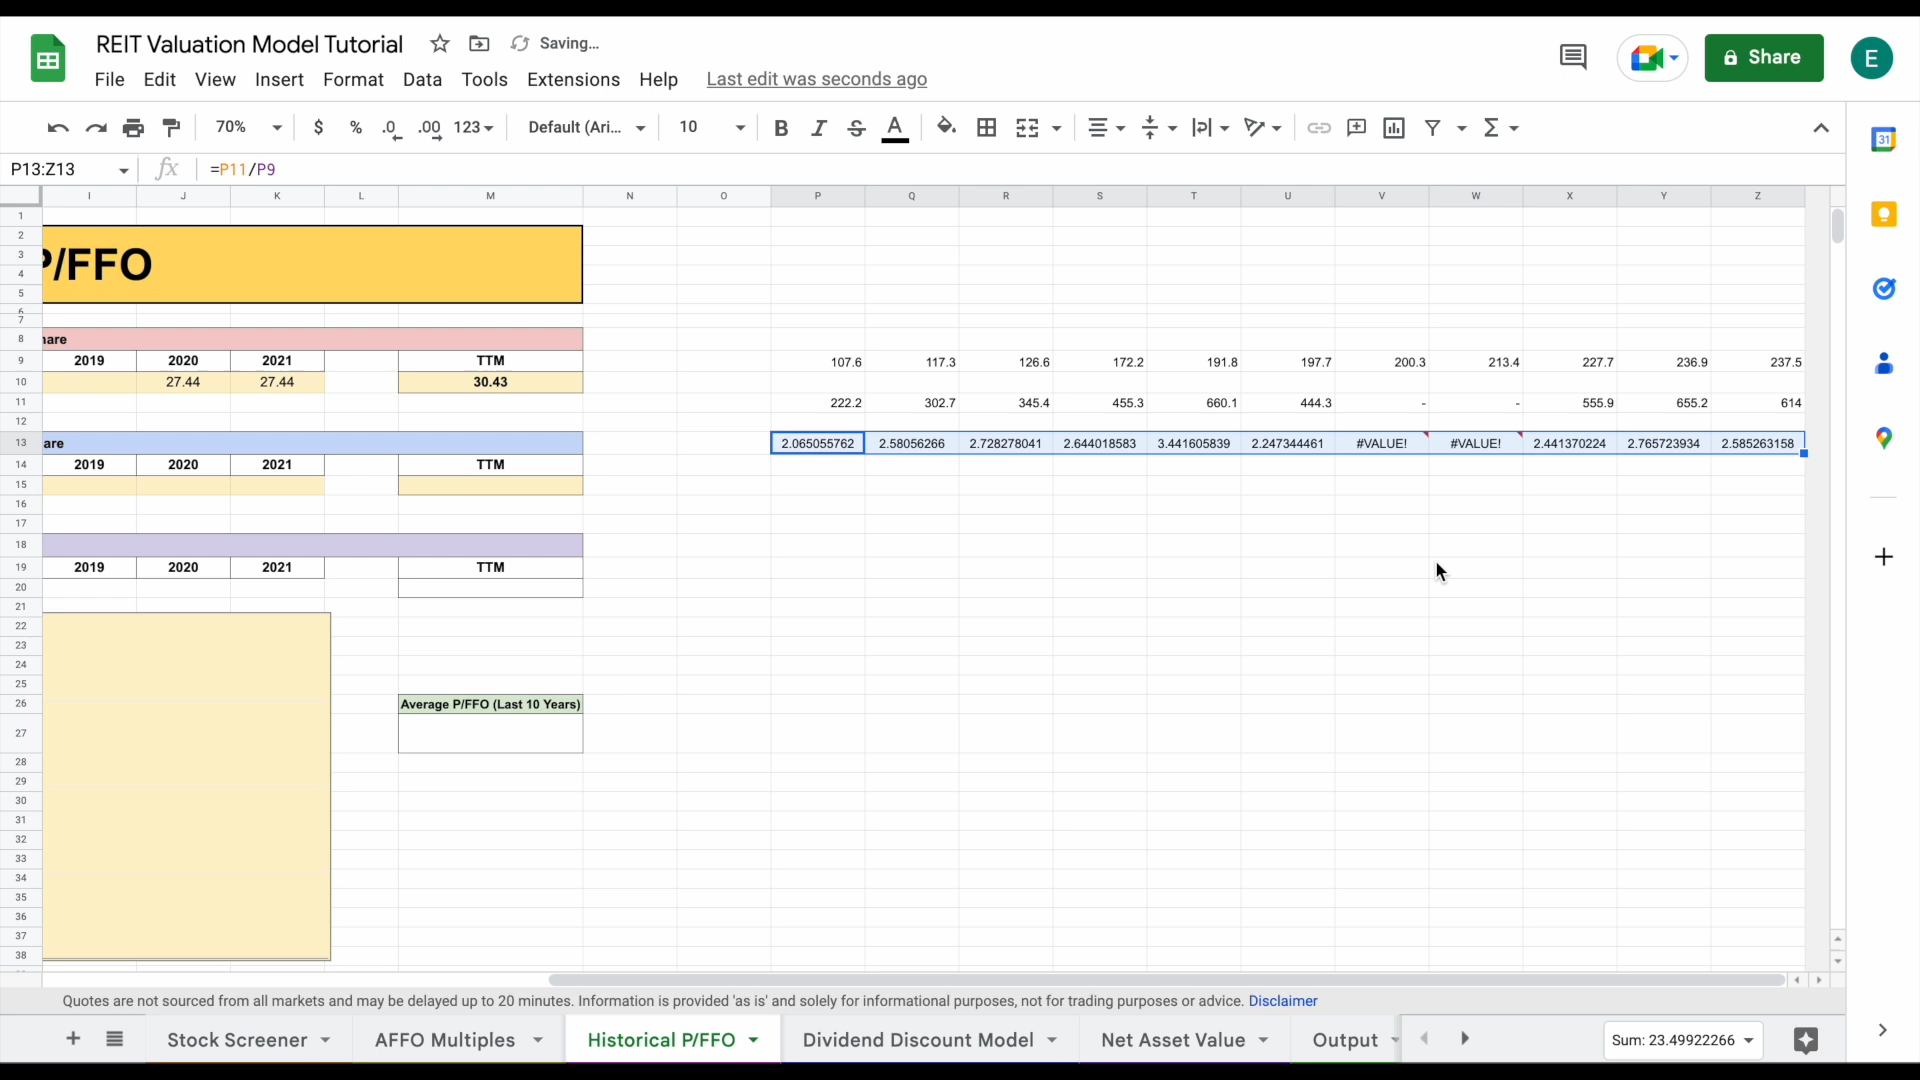 REIT Valuation Model Tutorial Saving...
File Edit View Insert Format Data Tools Extensions Help Last edit was seconds ago
Share
E
70% $ % .0 .00 123 Default (Ari... 10 B I S A
P13:Z13 fx =P11/P9
31
I J K L M N O P Q R S T U V W X Y Z
1
2
3
P/FFO
4
5
6
7
8 hare
9 2019 2020 2021 TTM 107.6 117.3 126.6 172.2 191.8 197.7 200.3 213.4 227.7 236.9 237.5
10 27.44 27.44 30.43
11 222.2 302.7 345.4 455.3 660.1 444.3 - - 555.9 655.2 614
12
13 are 2.065055762 2.58056266 2.728278041 2.644018583 3.441605839 2.247344461 #VALUE! #VALUE! 2.441370224 2.765723934 2.585263158
14 2019 2020 2021 TTM
15
16
17
18
19 2019 2020 2021 TTM
20
21
22
23
24
25
26 Average P/FFO (Last 10 Years)
27
28
29
30
31
32
33
34
35
36
37
38
Quotes are not sourced from all markets and may be delayed up to 20 minutes. Information is provided 'as is' and solely for informational purposes, not for trading purposes or advice. Disclaimer
Stock Screener AFFO Multiples Historical P/FFO Dividend Discount Model Net Asset Value Output Sum: 23.49922266